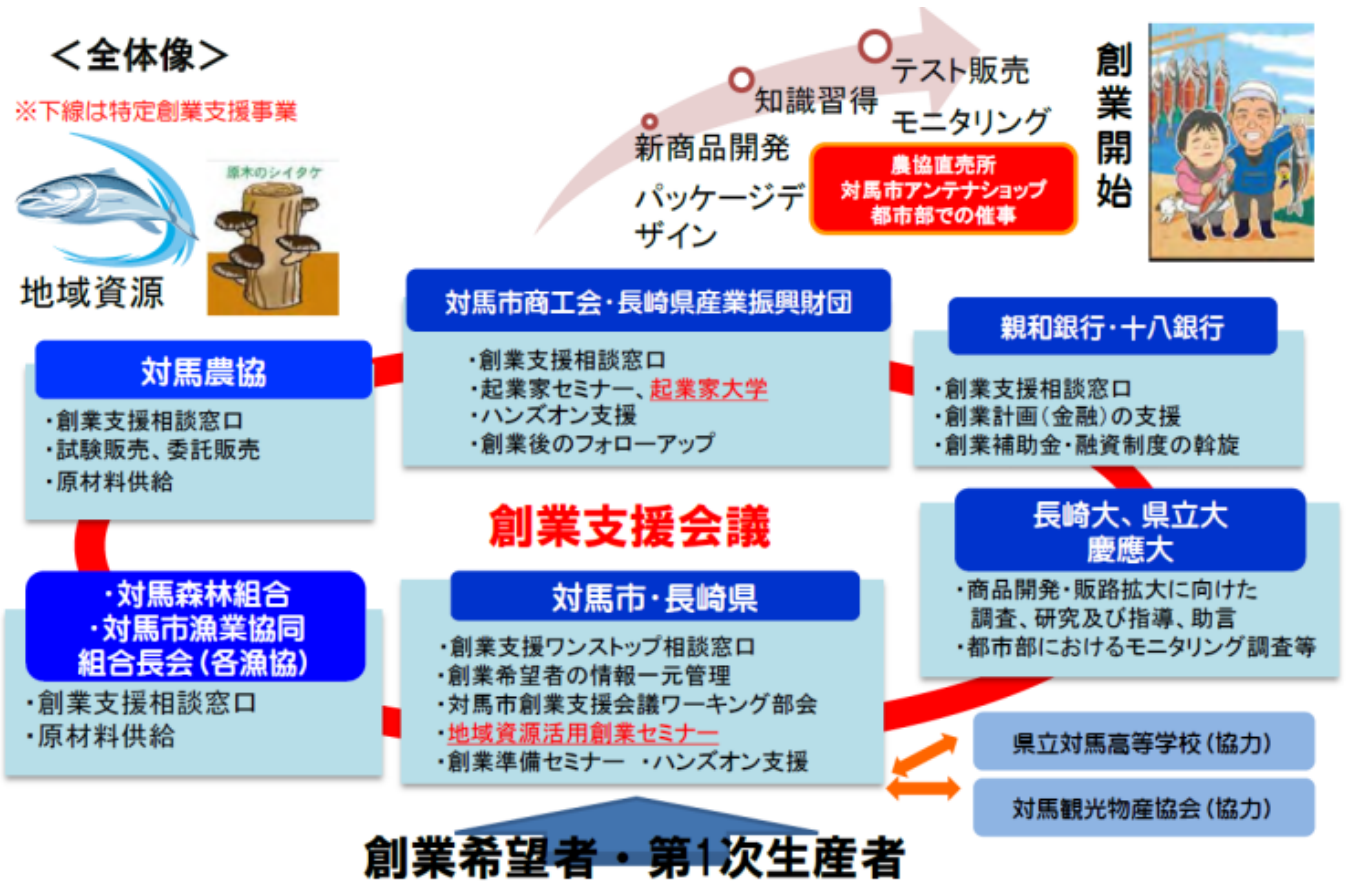 ＜全体像＞
※下線は特定創業支援事業
原木のシイタケ
地域資源
新商品開発
パッケージデ
ザイン
知識習得
テスト販売
モニタリング
農協直売所
対馬市アンテナショップ
都市部での催事
創業開始
対馬市商工会・長崎県産業振興財団
・創業支援相談窓口
・起業家セミナー、起業家大学
・ハンズオン支援
・創業後のフォローアップ
親和銀行・十八銀行
・創業支援相談窓口
・創業計画(金融)の支援
・創業補助金・融資制度の斡旋
対馬農協
・創業支援相談窓口
・試験販売、委託販売
・原材料供給
創業支援会議
長崎大、県立大
慶應大
・商品開発・販路拡大に向けた
調査、研究及び指導、助言
・都市部におけるモニタリング調査等
・対馬森林組合
・対馬市漁業協同
組合長会(各漁協)
・創業支援相談窓口
・原材料供給
対馬市・長崎県
・創業支援ワンストップ相談窓口
・創業希望者の情報一元管理
・対馬市創業支援会議ワーキング部会
・地域資源活用創業セミナー
・創業準備セミナー ・ハンズオン支援
県立対馬高等学校(協力)
対馬観光物産協会(協力)
創業希望者・第1次生産者